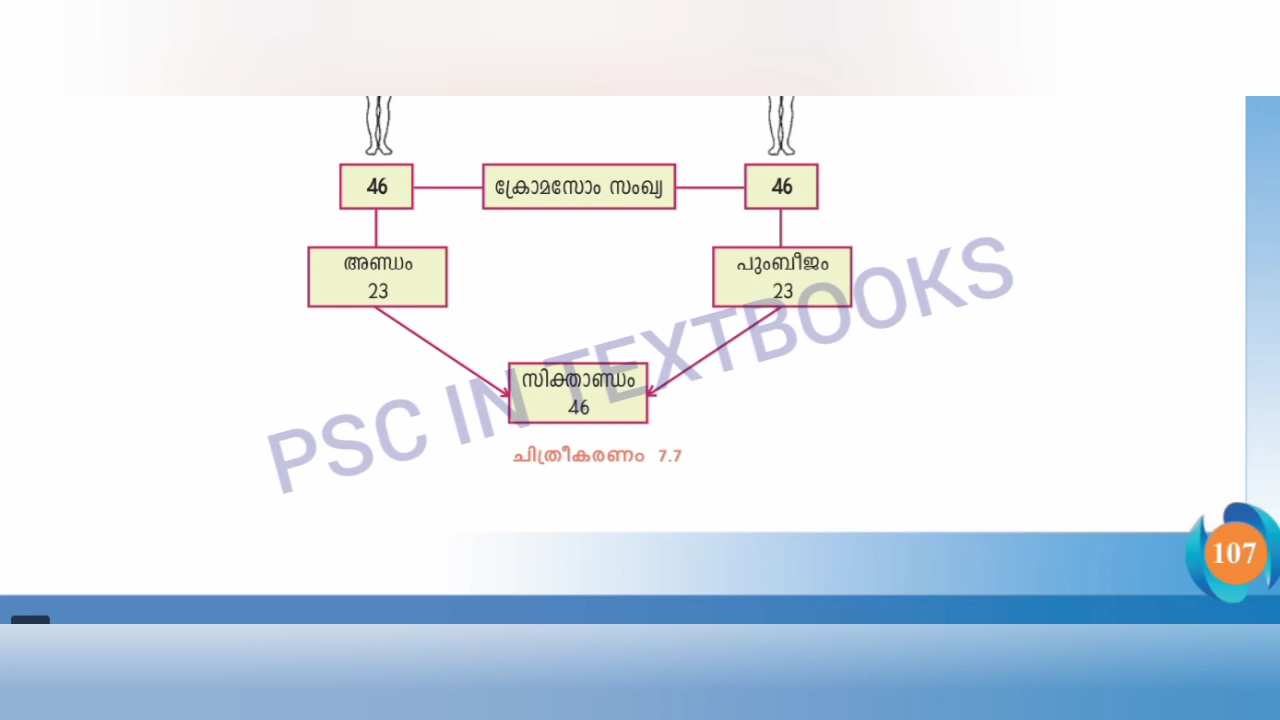 46
ക്രോമസോം സംഖ്യ
46
അണ്ഡം
23
പുംബീജം
23
സിക്താണ്ഡം
46
ചിത്രീകരണം 7.7
PSC IN TEXTBOOKS
107